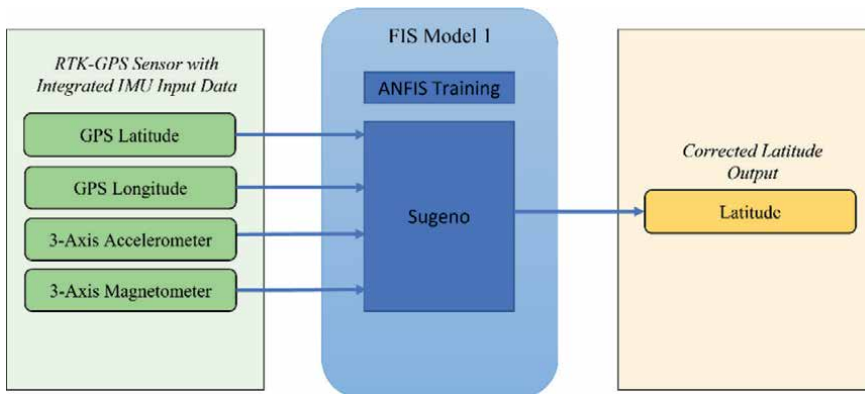 RTK-GPS Sensor with
Integrated IMU Input Data
GPS Latitude
GPS Longitude
3-Axis Accelerometer
3-Axis Magnetometer
FIS Model 1
ANFIS Training
Sugeno
Corrected Latitude
Output
Latitude